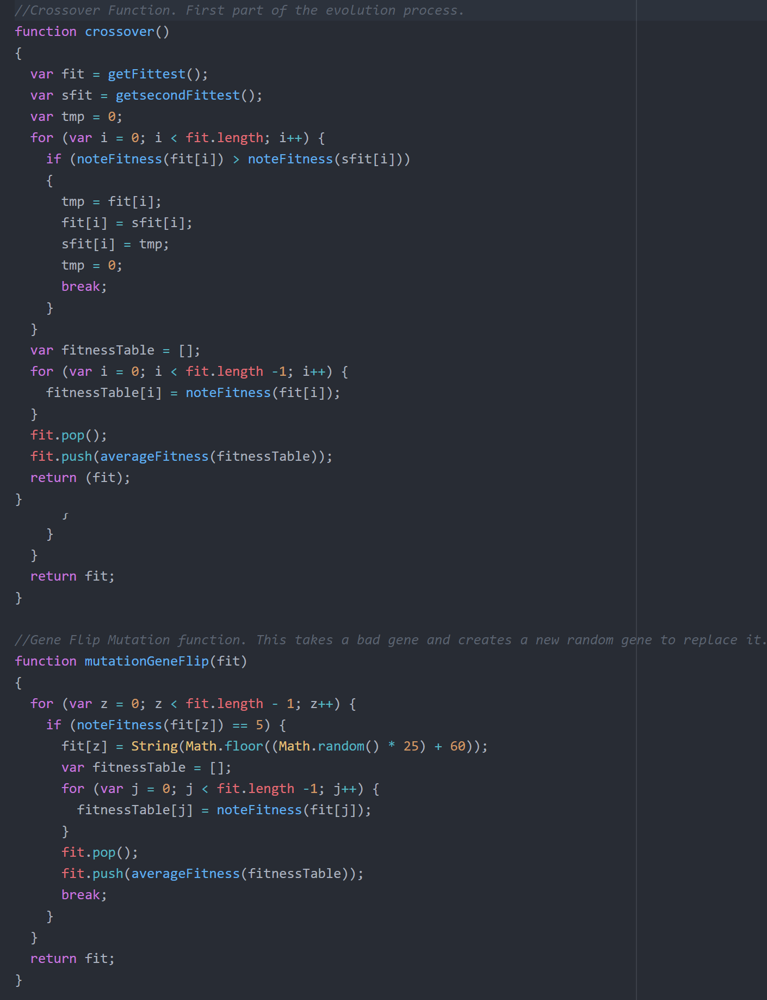 //Crossover Function. First part of the evolution process.
function crossover()
{
  var fit = getFittest();
  var sfit = getsecondFittest();
  var tmp = 0;
  for (var i = 0; i < fit.length; i++) {
    if (noteFitness(fit[i]) > noteFitness(sfit[i]))
    {
      tmp = fit[i];
      fit[i] = sfit[i];
      sfit[i] = tmp;
      tmp = 0;
      break;
    }
  }
  var fitnessTable = [];
  for (var i = 0; i < fit.length -1; i++) {
    fitnessTable[i] = noteFitness(fit[i]);
  }
  fit.pop();
  fit.push(averageFitness(fitnessTable));
  return (fit);
}
      }
    }
  }
  return fit;
}

//Gene Flip Mutation function. This takes a bad gene and creates a new random gene to replace it.
function mutationGeneFlip(fit)
{
  for (var z = 0; z < fit.length - 1; z++) {
    if (noteFitness(fit[z]) == 5) {
      fit[z] = String(Math.floor((Math.random() * 25) + 60));
      var fitnessTable = [];
      for (var j = 0; j < fit.length -1; j++) {
        fitnessTable[j] = noteFitness(fit[j]);
      }
      fit.pop();
      fit.push(averageFitness(fitnessTable));
      break;
    }
  }
  return fit;
}